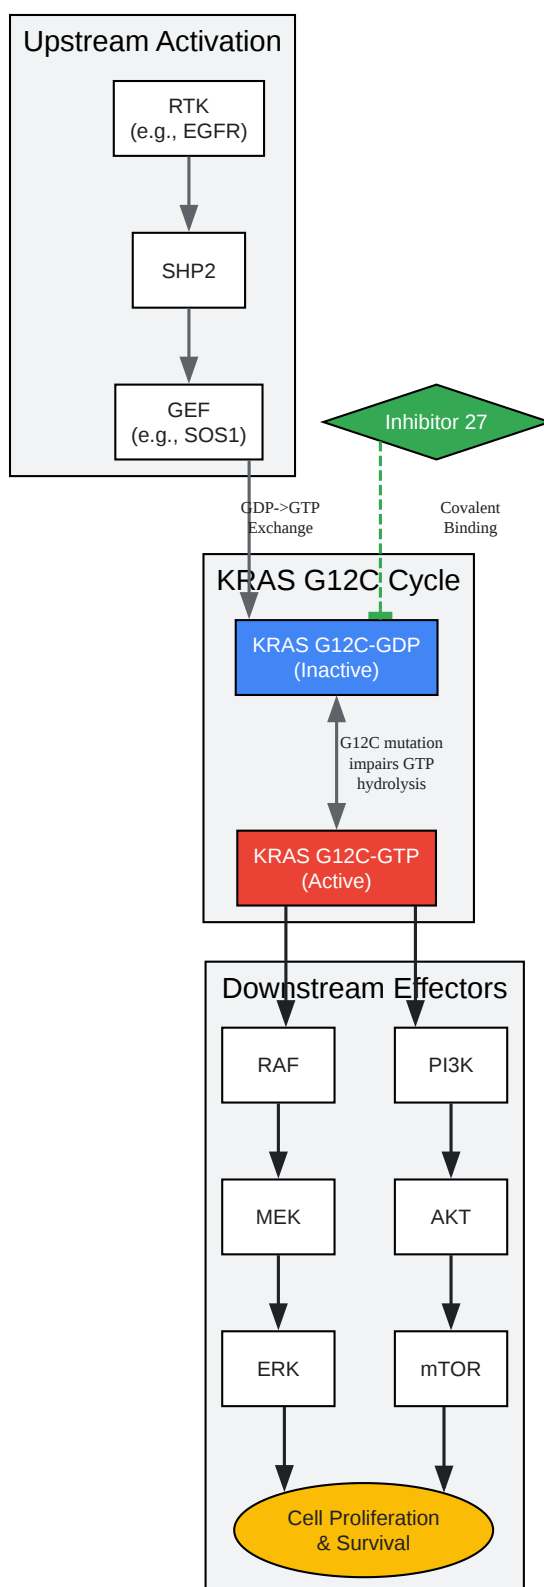 Upstream Activation
RTK
(e.g., EGFR)
SHP2
GEF
(e.g., SOS1)
Inhibitor 27
GDP->GTP
Exchange
Covalent
Binding
KRAS G12C Cycle
KRAS G12C-GDP
(Inactive)
G12C mutation
impairs GTP
hydrolysis
KRAS G12C-GTP
(Active)
Downstream Effectors
RAF
PI3K
MEK
AKT
ERK
mTOR
Cell Proliferation
& Survival